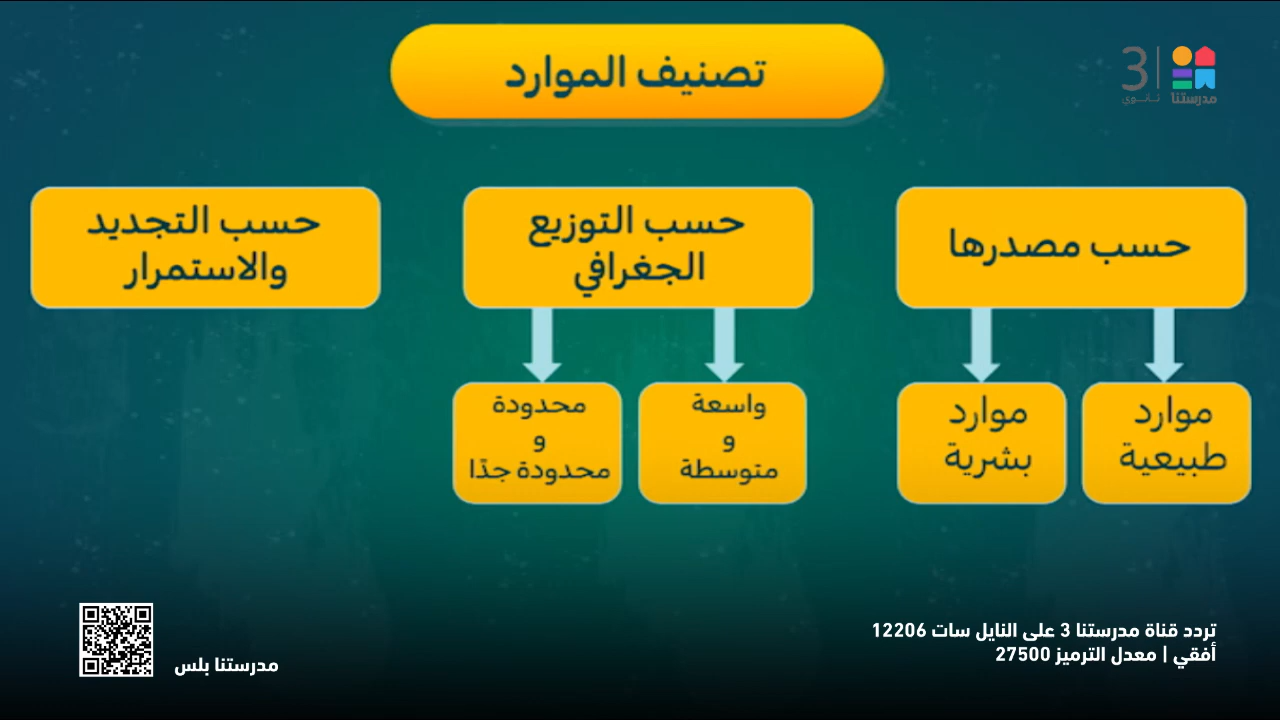 تصنيف الموارد
3
ثانوي
مدرستنا
حسب مصدرها
حسب التوزيع
الجغرافي
حسب التجديد
والاستمرار
موارد
طبيعية
موارد
بشرية
واسعة
و
متوسطة
محدودة
و
محدودة جدًا
تردد قناة مدرستنا 3 على النايل سات 12206
أفقي | معدل الترميز 27500
مدرستنا بلس